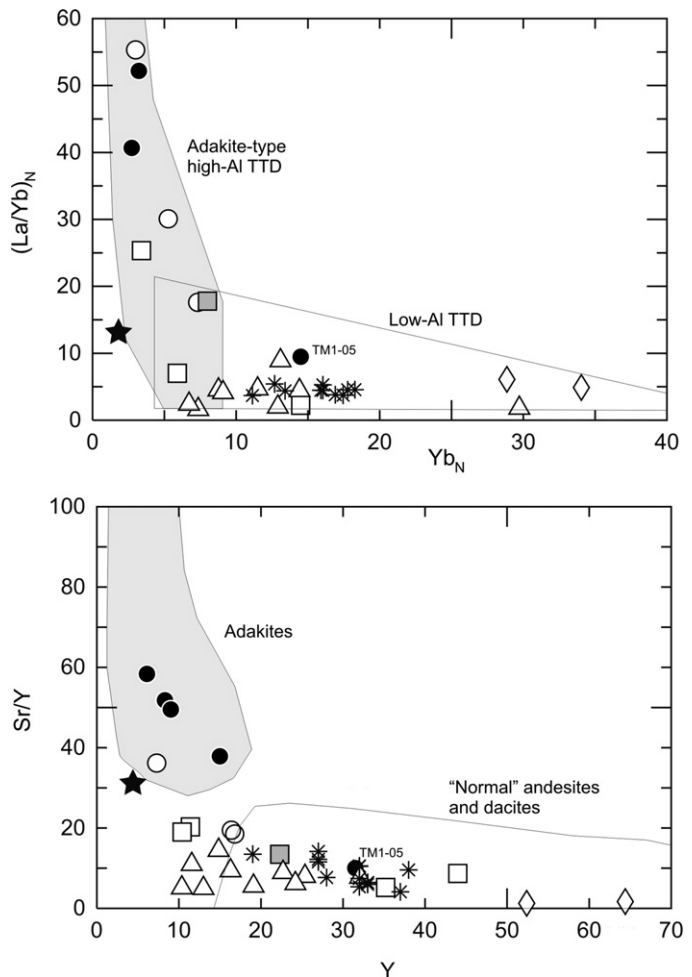 60
50
40
30
20
10
0
(La/Yb)N
Adakite-type
high-Al TTD
Low-Al TTD
TM1-05
0 10 20 30 40
YbN
100
80
60
40
20
0
Sr/Y
Adakites
“Normal” andesites
and dacites
TM1-05
0 10 20 30 40 50 60 70
Y